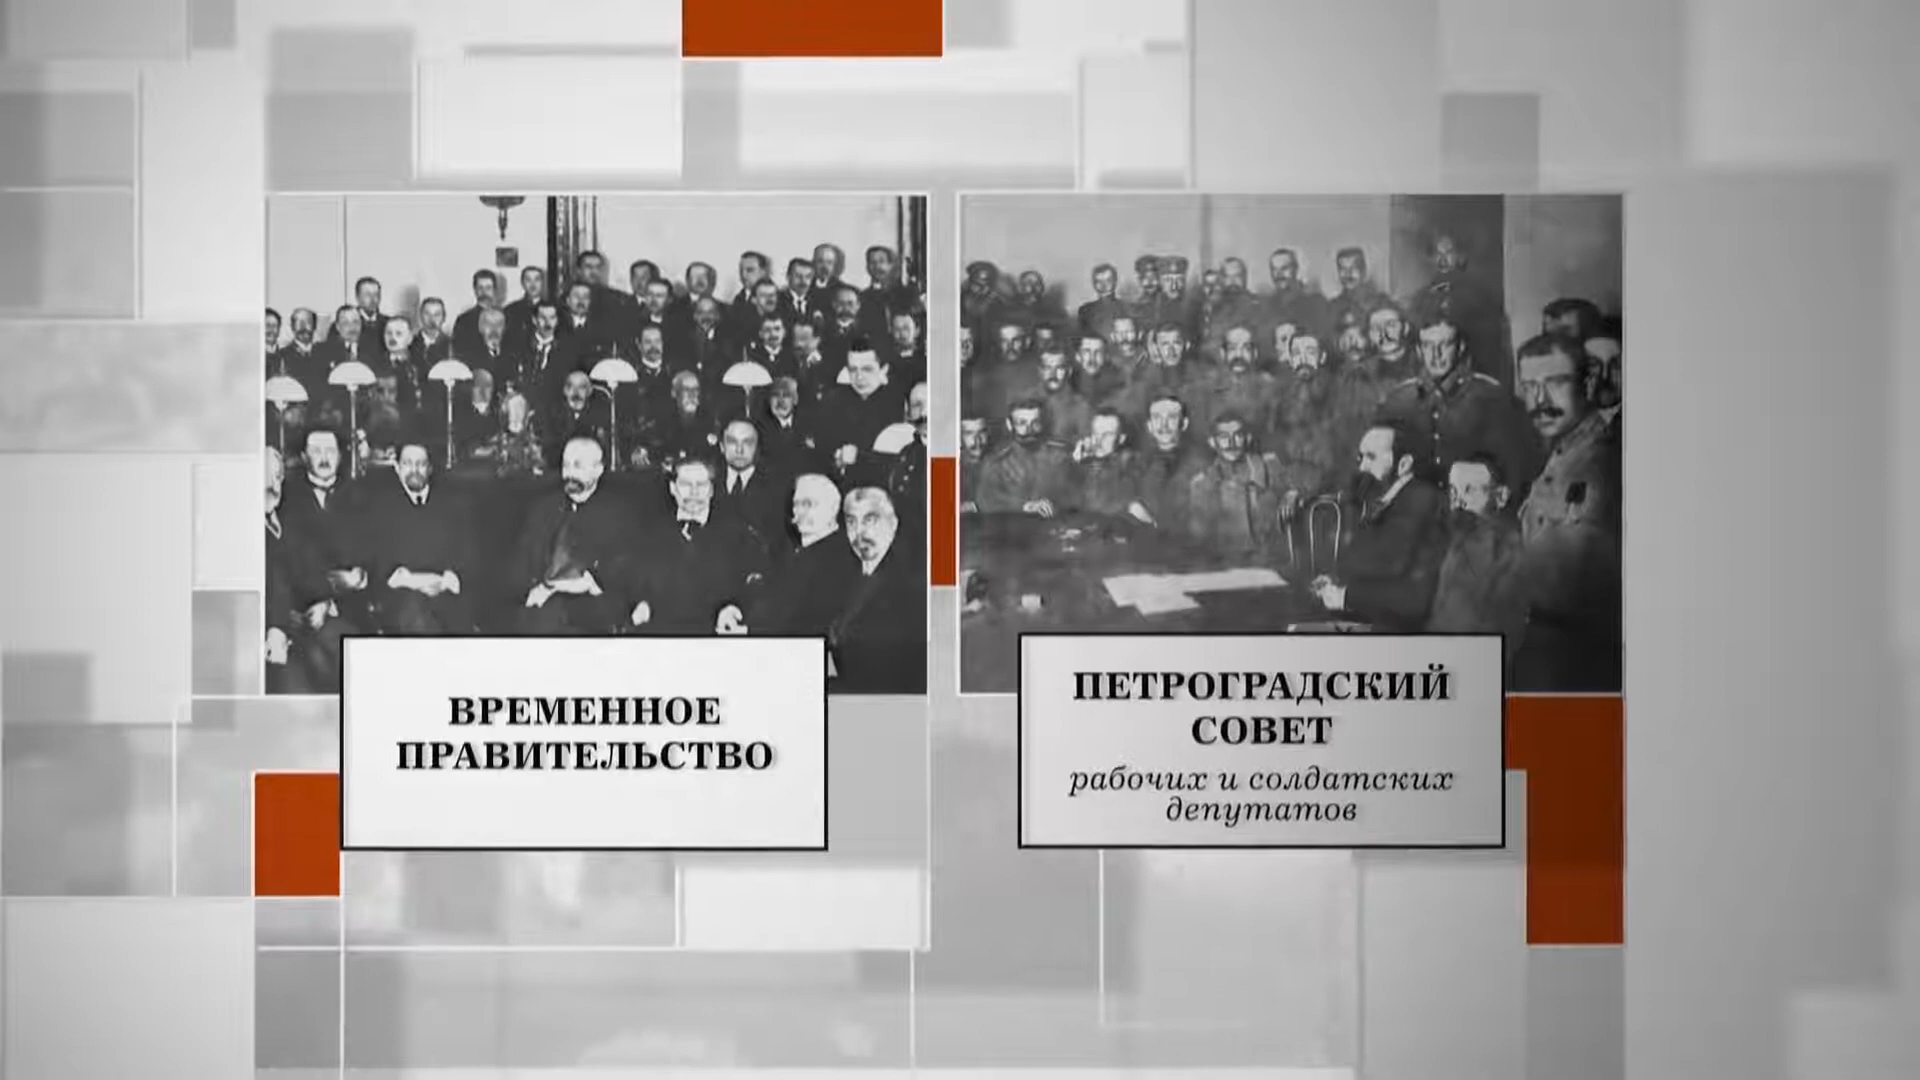 ВРЕМЕННОЕ
ПРАВИТЕЛЬСТВО
ПЕТРОГРАДСКИЙ
СОВЕТ
рабочих и солдатских
депутатов